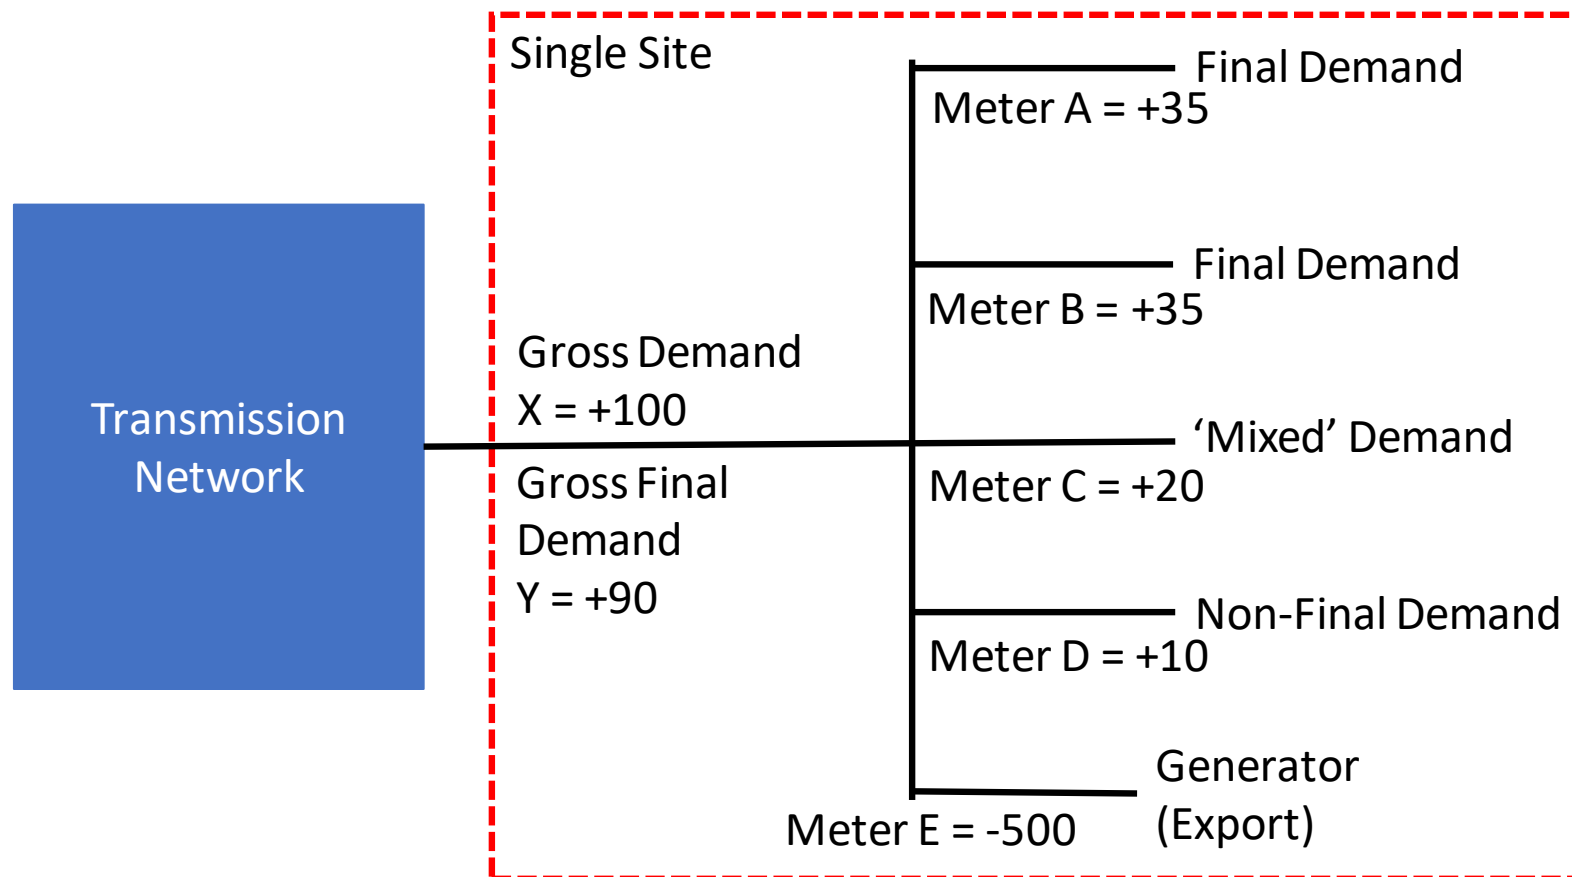 Single Site
Final Demand
Meter A = +35
Final Demand
Meter B = +35
Gross Demand
X = +100
Transmission
Network
‘Mixed’ Demand
Gross Final
Demand
Y = +90
Meter C = +20
Non-Final Demand
Meter D = +10
Generator
(Export)
Meter E = -500